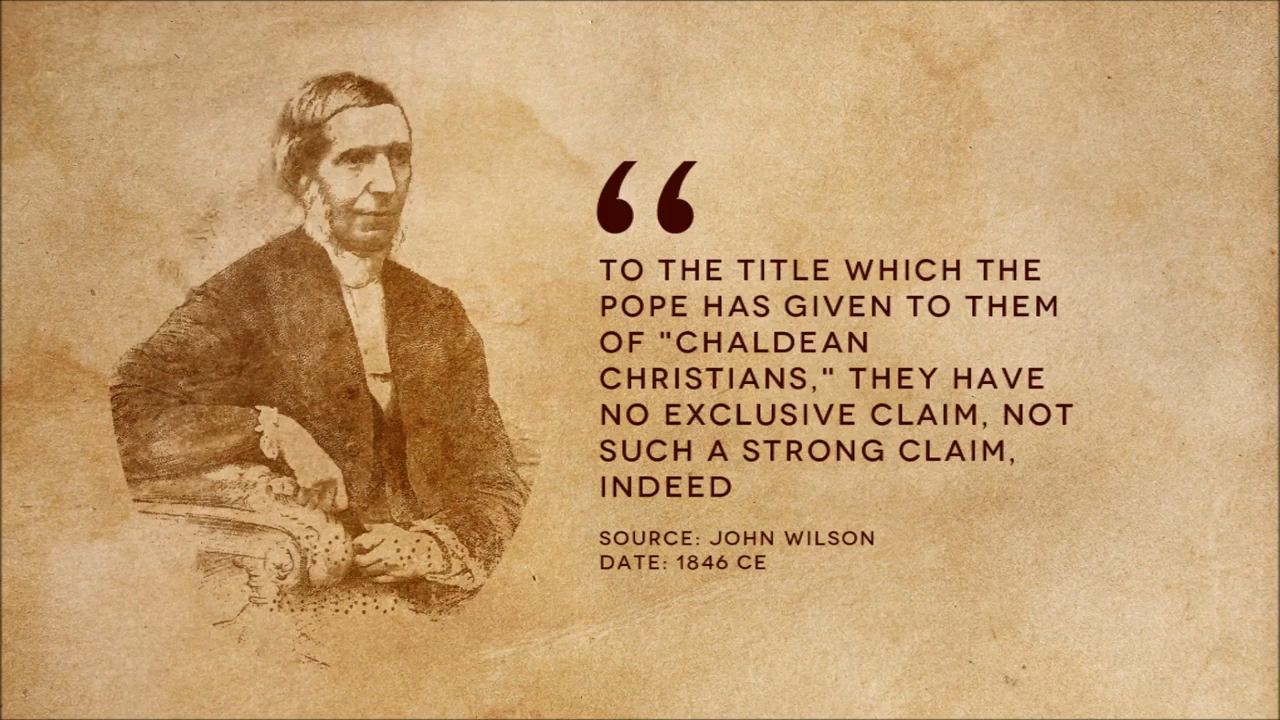 “
TO THE TITLE WHICH THE
POPE HAS GIVEN TO THEM
OF "CHALDEAN
CHRISTIANS," THEY HAVE
NO EXCLUSIVE CLAIM, NOT
SUCH A STRONG CLAIM,
INDEED
SOURCE: JOHN WILSON
DATE: 1846 CE